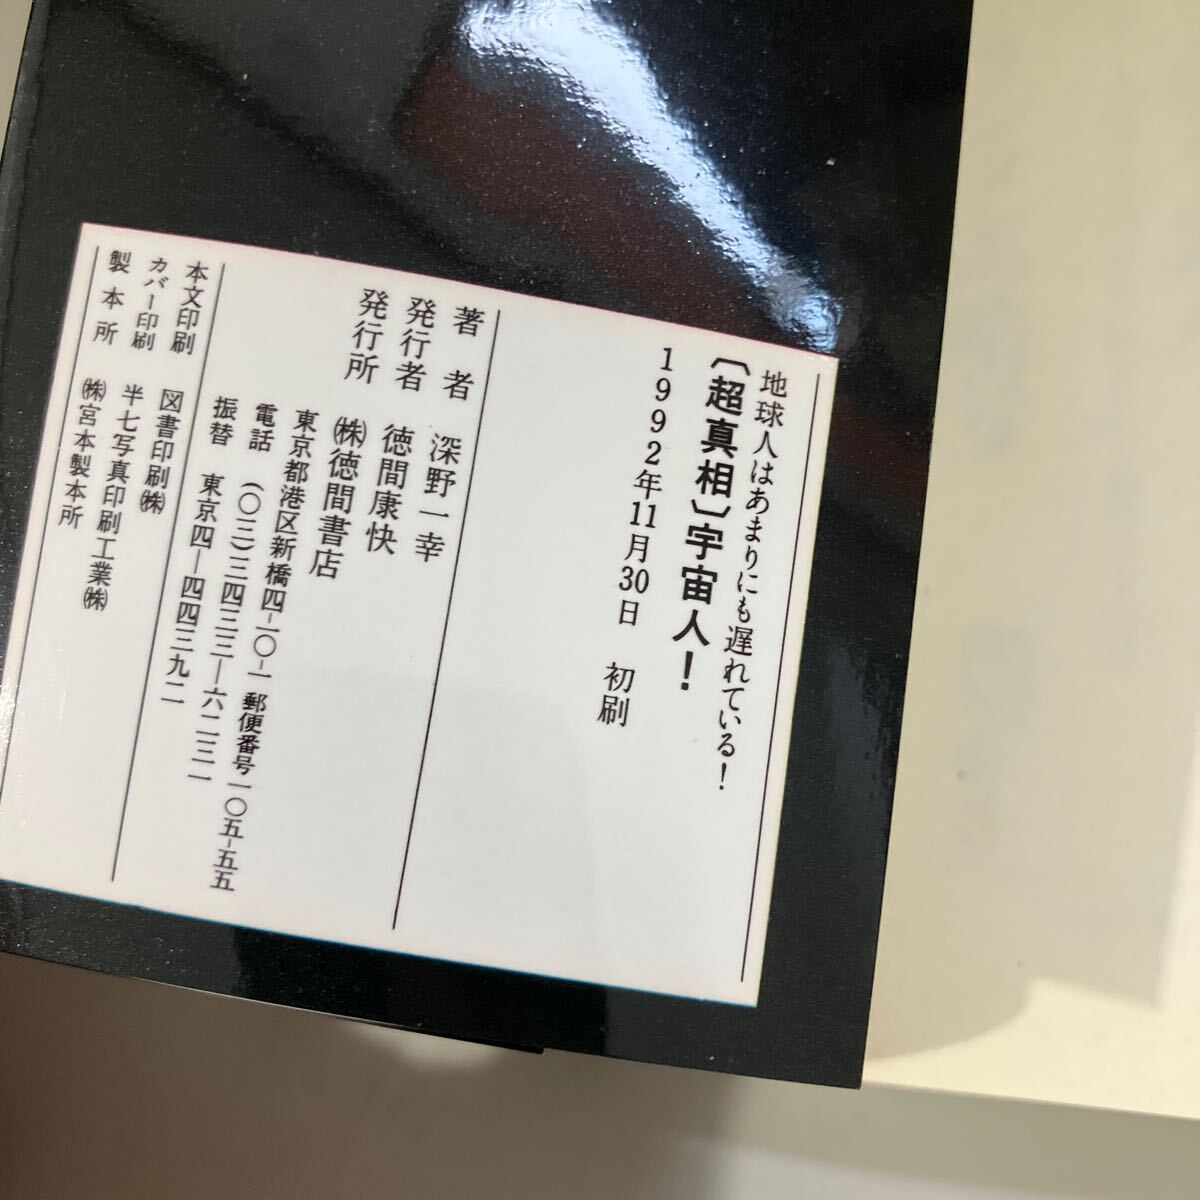 地球人はあまりにも遅れている！
〔超真相〕宇宙人！
1992年11月30日　初刷
著　者　深野一幸
発行者　徳間康快
発行所　㈱徳間書店
東京都港区新橋四-一〇-一 郵便番号一〇五-五五
電話　(〇三)三四三三—六二三一
振替　東京四—四四三九二
本文印刷　図書印刷㈱
カバー印刷　半七写真印刷工業㈱
製本所　㈱宮本製本所